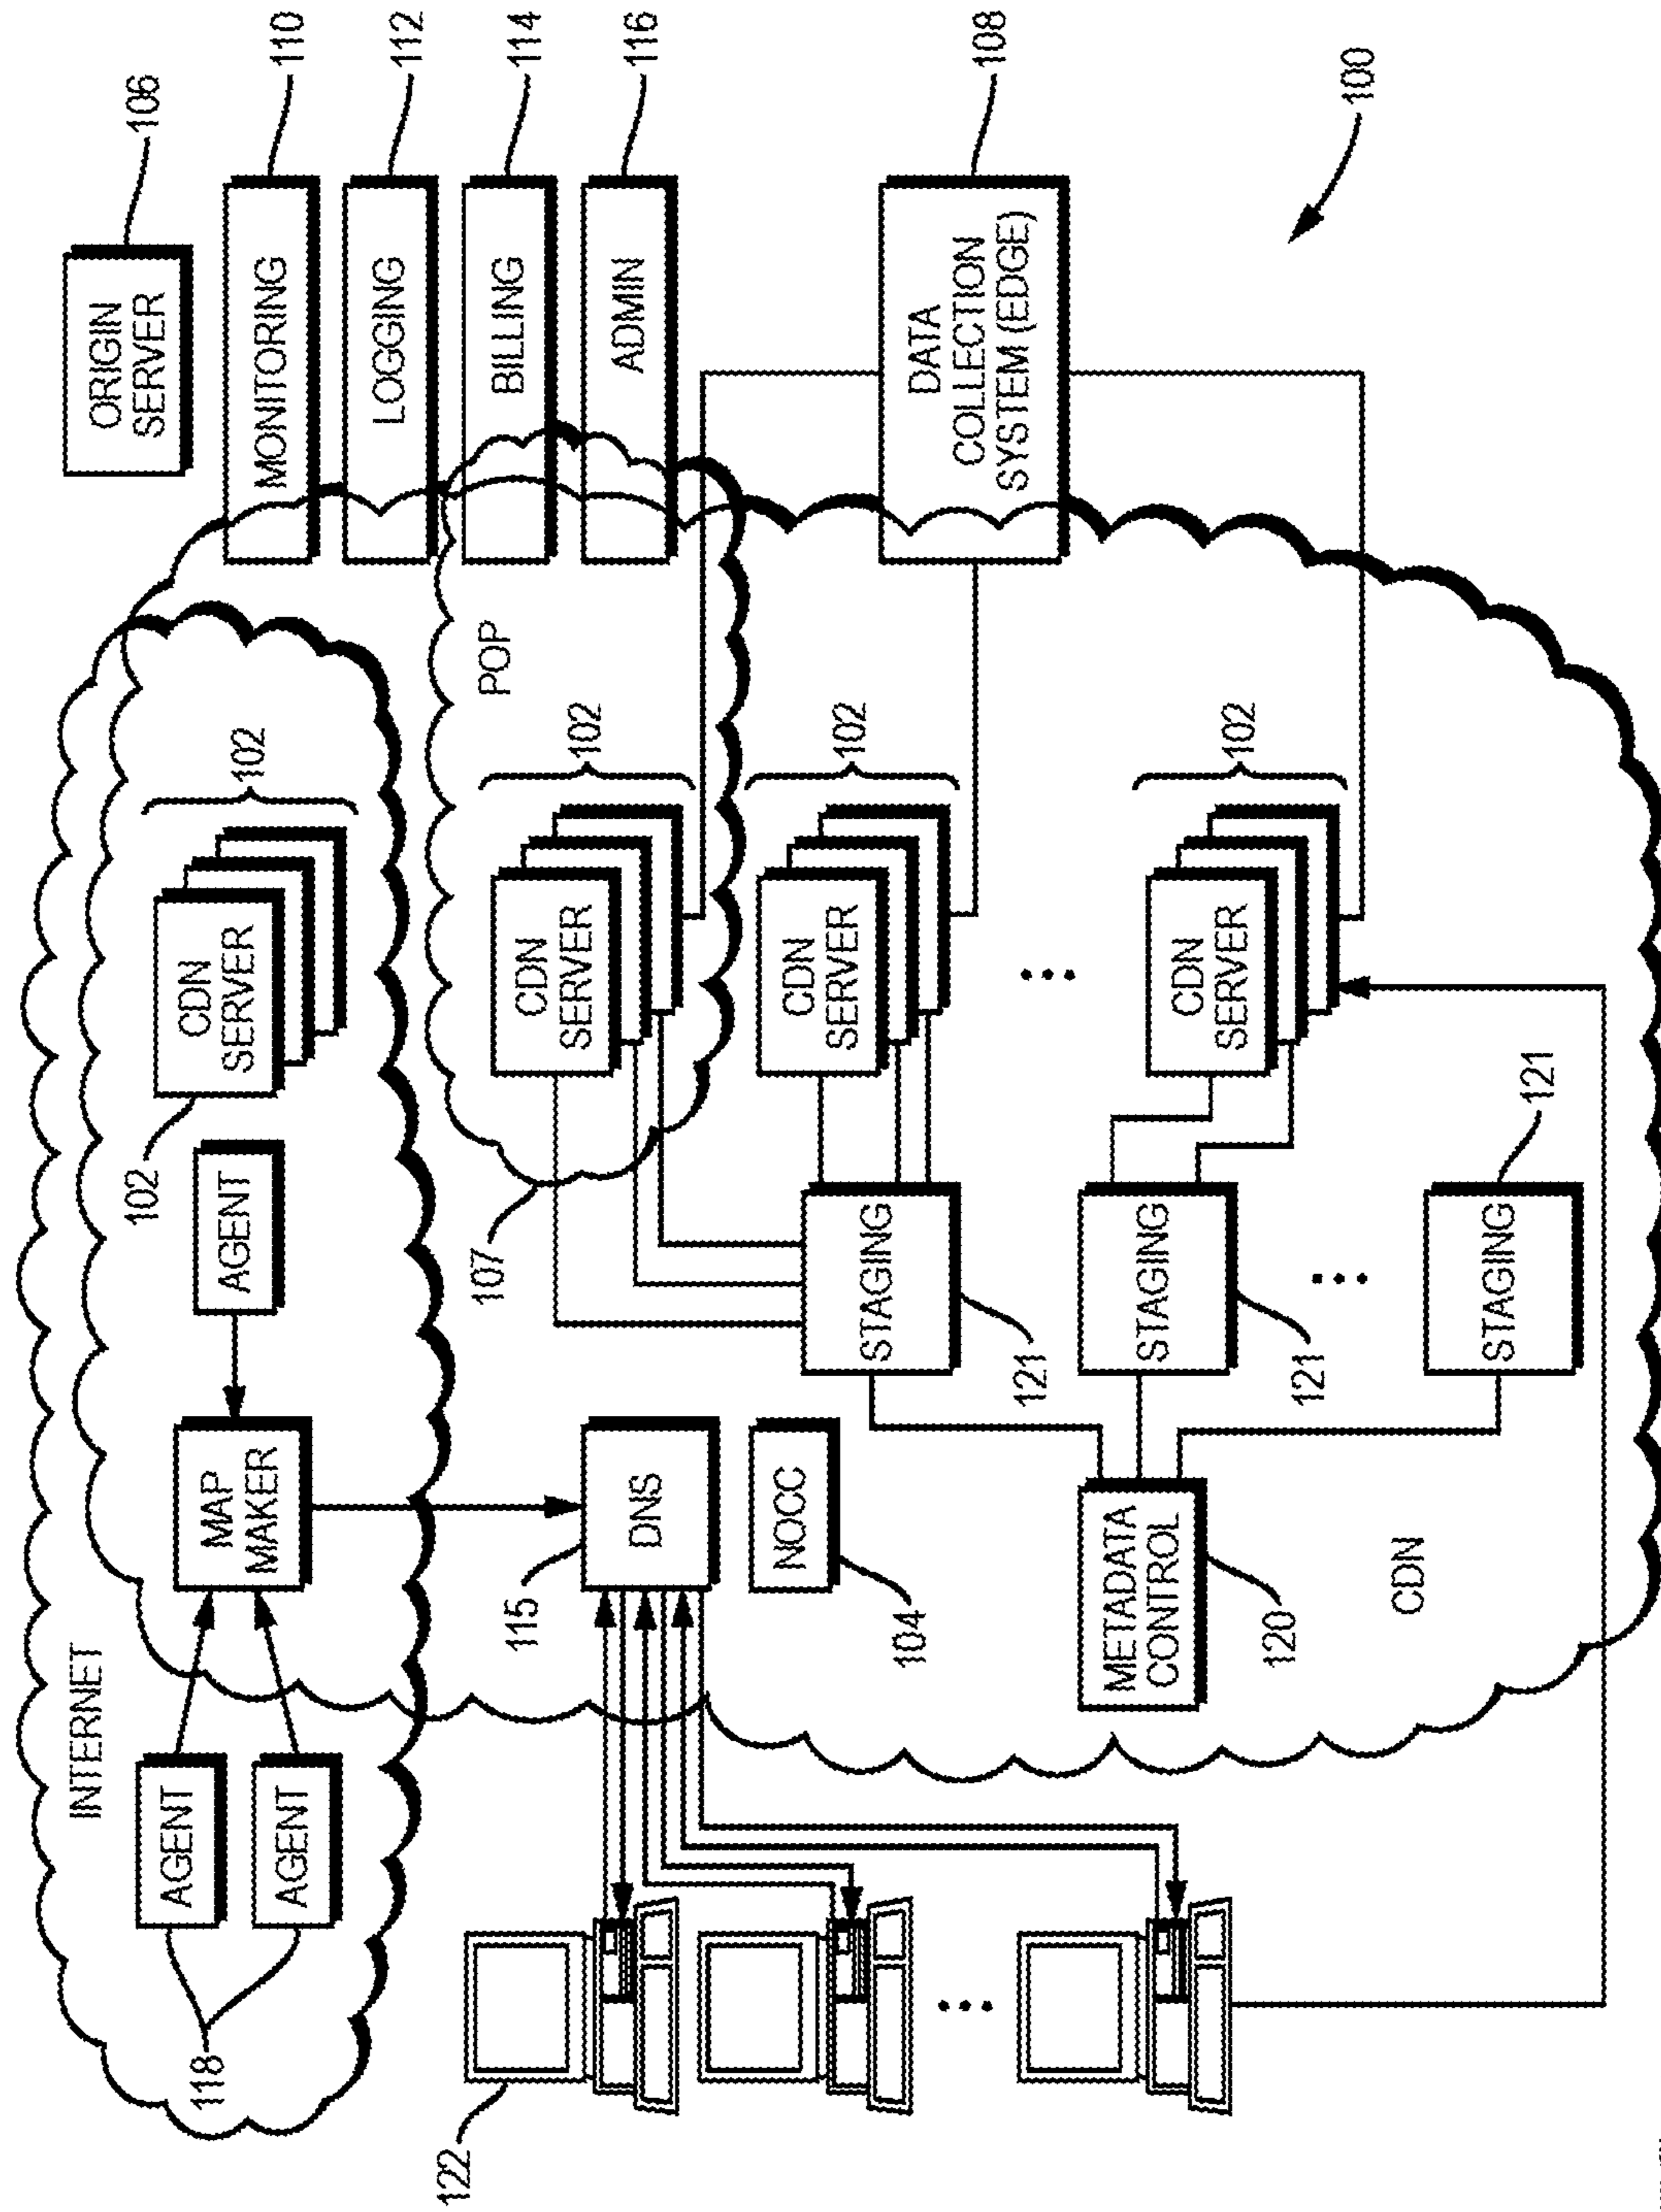 INTERNET
118
AGENT
AGENT
MAP
MAKER
AGENT
102
CDN
SERVER
102
ORIGIN
SERVER
106
MONITORING
110
LOGGING
112
BILLING
114
ADMIN
116
122
115
DNS
107
POP
CDN
SERVER
102
NOCC
104
STAGING
121
CDN
SERVER
102
...
...
DATA
COLLECTION
SYSTEM (EDGE)
108
METADATA
CONTROL
120
STAGING
121
CDN
SERVER
102
...
CDN
STAGING
121
100